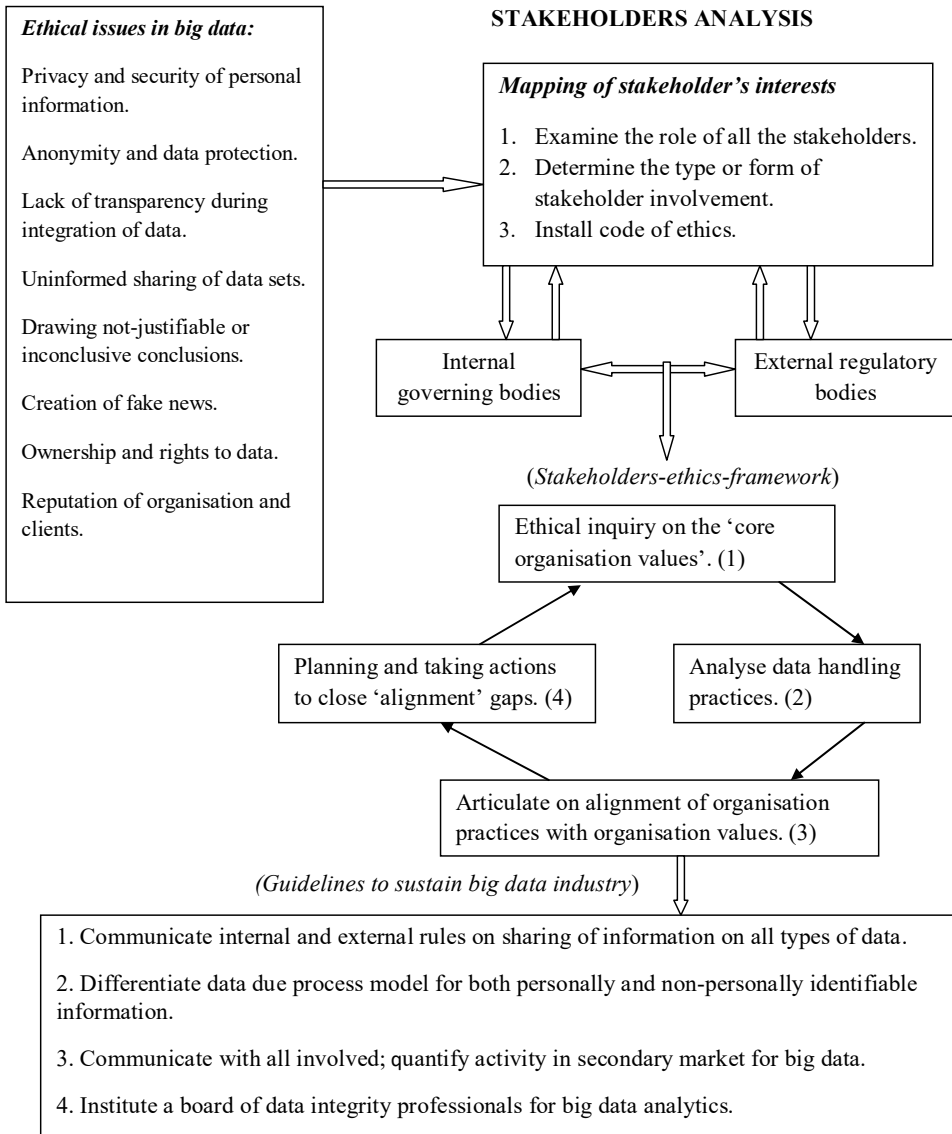 Ethical issues in big data:
Privacy and security of personal
information.
Anonymity and data protection.
Lack of transparency during
integration of data.
Uninformed sharing of data sets.
Drawing not-justifiable or
inconclusive conclusions.
Creation of fake news.
Ownership and rights to data.
Reputation of organisation and
clients.
STAKEHOLDERS ANALYSIS
Mapping of stakeholder’s interests
1. Examine the role of all the stakeholders.
2. Determine the type or form of
stakeholder involvement.
3. Install code of ethics.
Internal
governing bodies
External regulatory
bodies
(Stakeholders-ethics-framework)
Ethical inquiry on the ‘core
organisation values’. (1)
Planning and taking actions
to close ‘alignment’ gaps. (4)
Analyse data handling
practices. (2)
Articulate on alignment of organisation
practices with organisation values. (3)
(Guidelines to sustain big data industry)
1. Communicate internal and external rules on sharing of information on all types of data.
2. Differentiate data due process model for both personally and non-personally identifiable
information.
3. Communicate with all involved; quantify activity in secondary market for big data.
4. Institute a board of data integrity professionals for big data analytics.